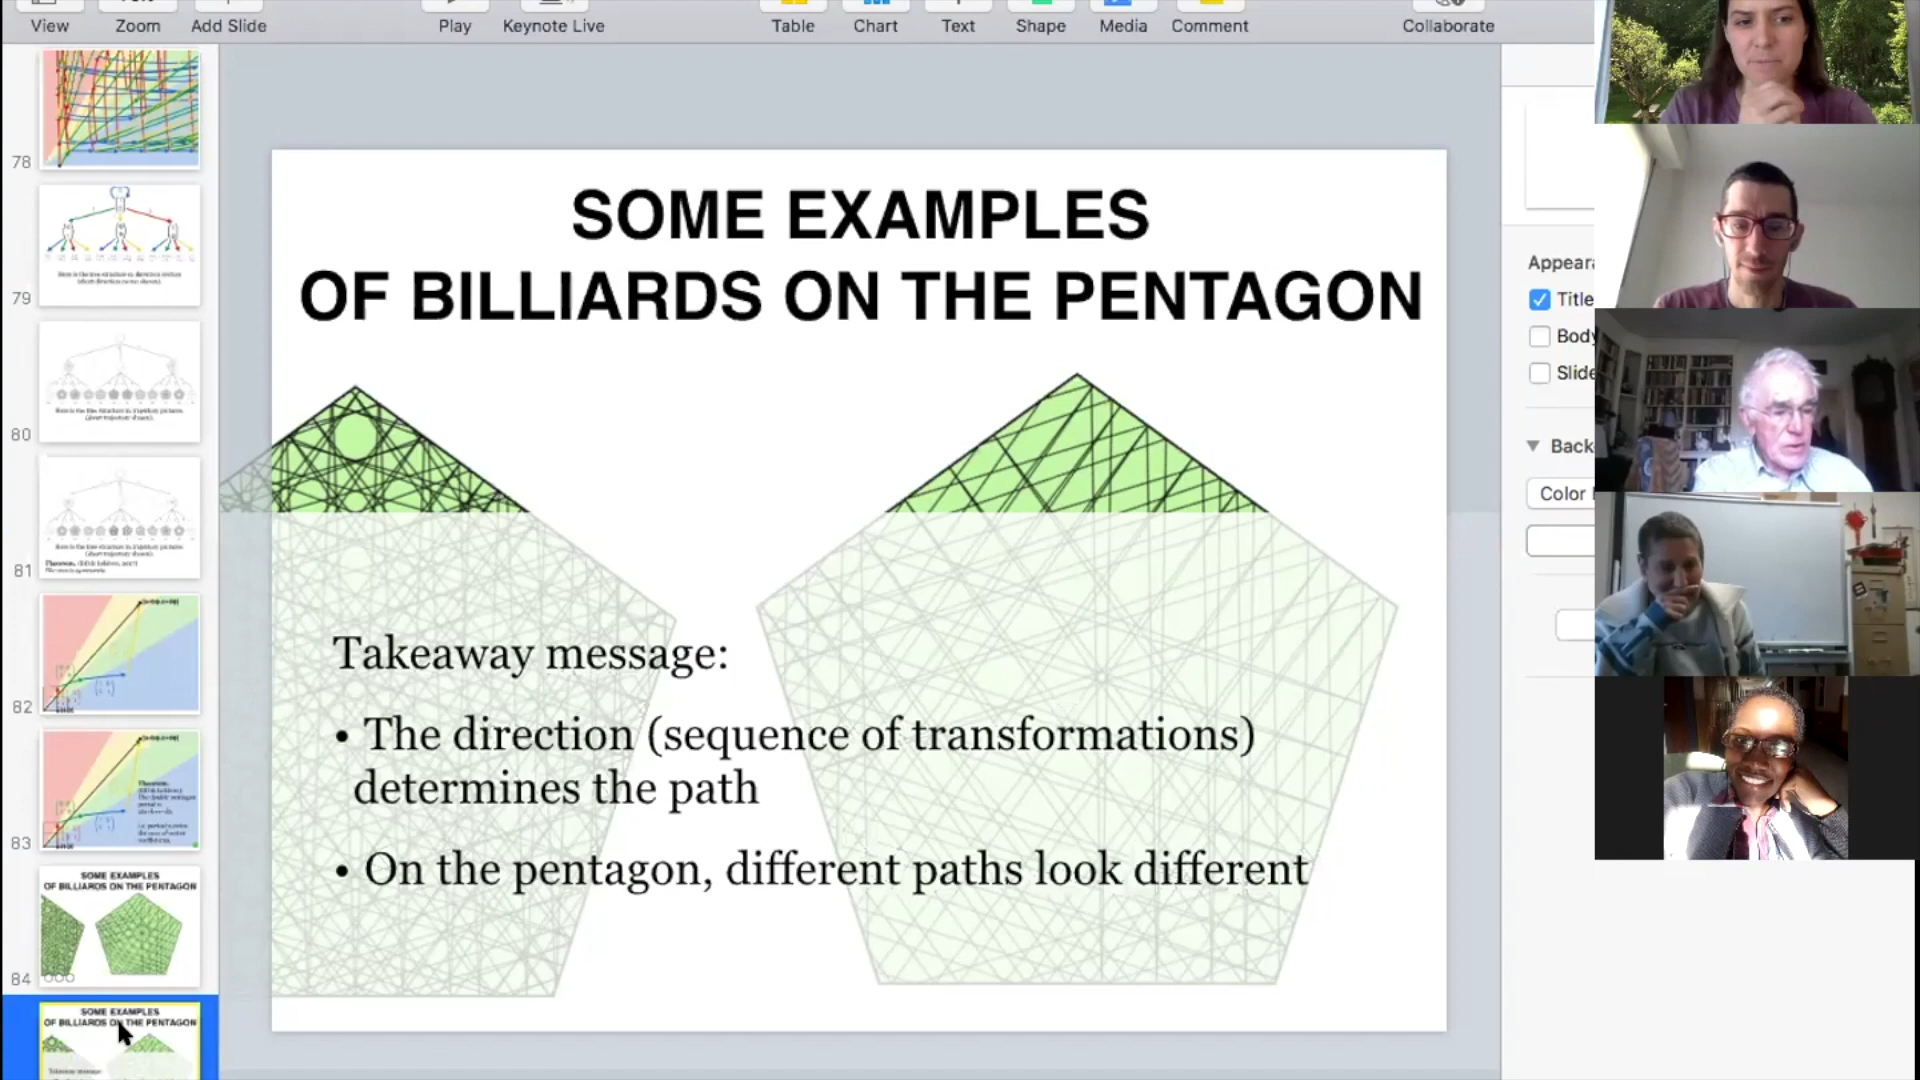 View
Zoom
Add Slide
Play
Keynote Live
Table
Chart
Text
Shape
Media
Comment
Collaborate
78
79
80
81
82
83
84
SOME EXAMPLES
OF BILLIARDS ON THE PENTAGON
SOME EXAMPLES
OF BILLIARDS ON THE PENTAGON
SOME EXAMPLES
OF BILLIARDS ON THE PENTAGON
Takeaway message:
• The direction (sequence of transformations)
determines the path
• On the pentagon, different paths look different
Title
Color